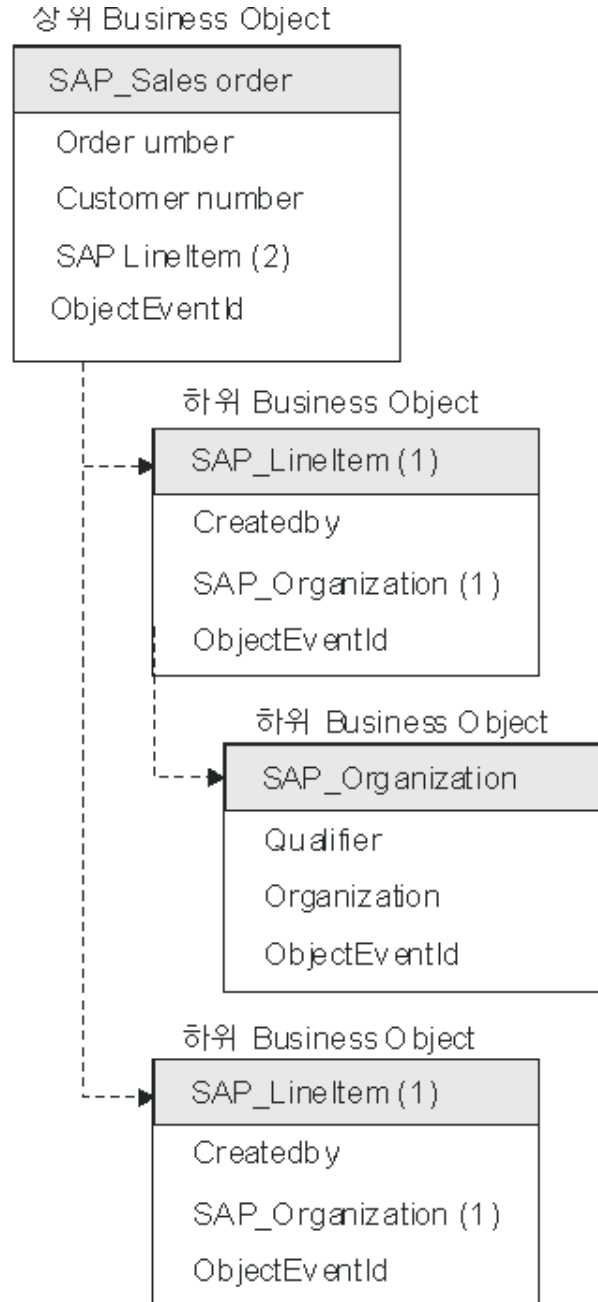 상위 Business Object
SAP_Sales order
Order umber
Customer number
SAP LineItem (2)
ObjectEventId
하위 Business Object
SAP_LineItem (1)
Createdby
SAP_Organization (1)
ObjectEventId
하위 Business Object
SAP_Organization
Qualifier
Organization
ObjectEventId
하위 Business Object
SAP_LineItem (1)
Createdby
SAP_Organization (1)
ObjectEventId